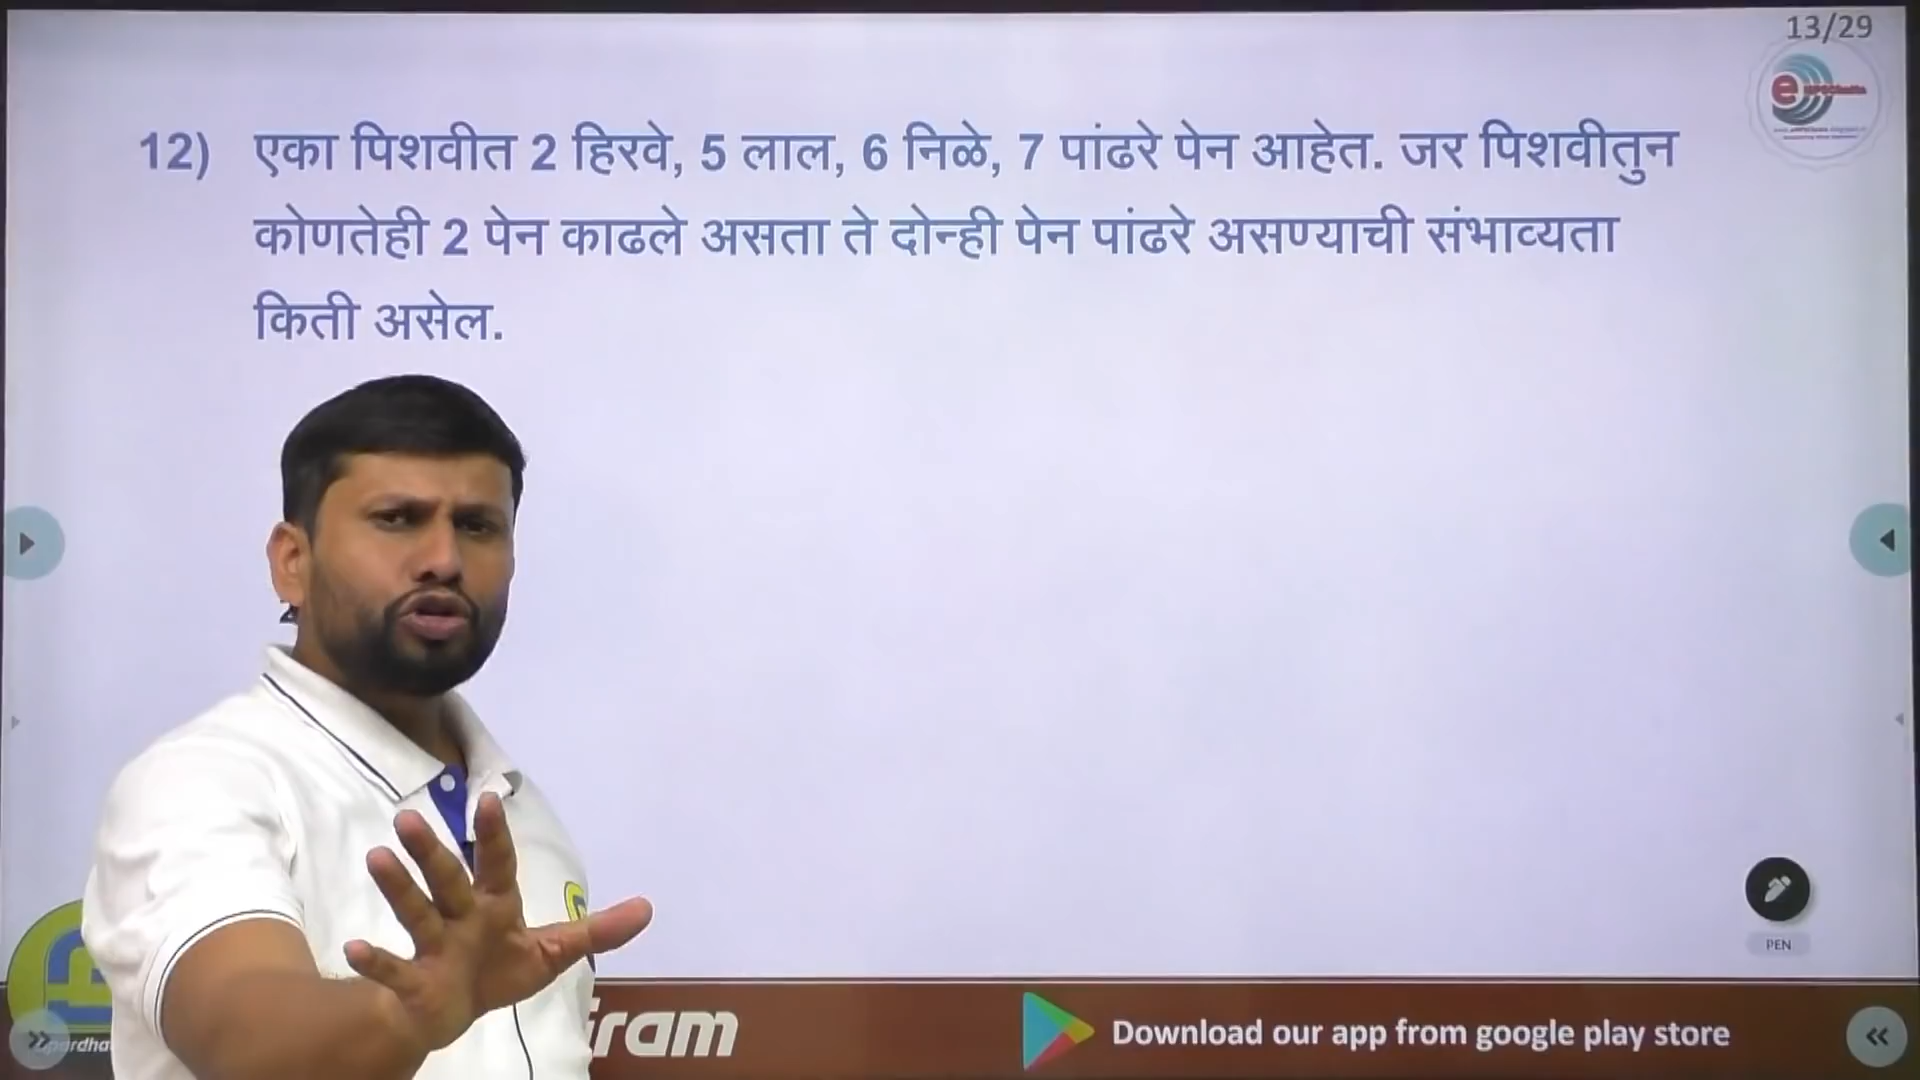 13/29
12) एका पिशवीत 2 हिरवे, 5 लाल, 6 निळे, 7 पांढरे पेन आहेत. जर पिशवीतुन
कोणतेही 2 पेन काढले असता ते दोन्ही पेन पांढरे असण्याची संभाव्यता
किती असेल.
PEN
ram
Download our app from google play store